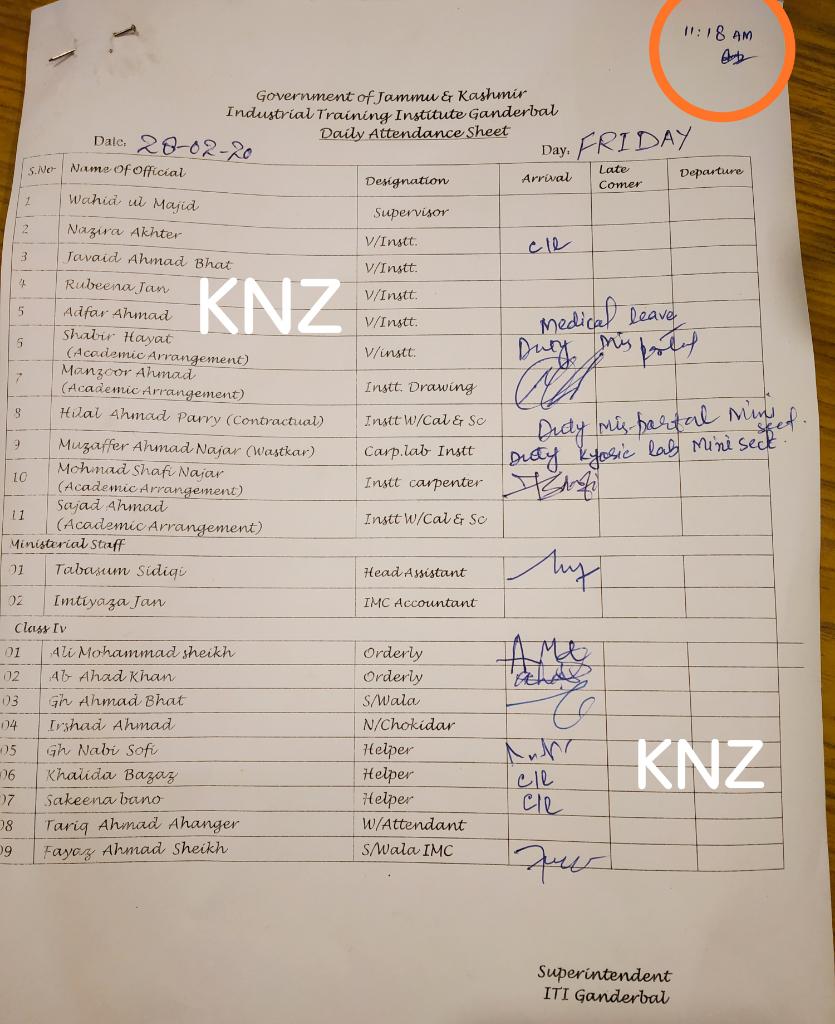 11:18 AM
Government of Jammu & Kashmir
Industrial Training Institute Ganderbal
Daily Attendance Sheet
Date: 28-02-20 Day. FRIDAY
S.No Name Of Official Designation Arrival Late Comer Departure
1 Wahid ul Majid Supervisor
2 Nazira Akhter V/Instt. C/R
3 Javaid Ahmad Bhat V/Instt.
4 Rubeena Jan V/Instt.
KNZ
5 Adfar Ahmad V/Instt. Medical leave
6 Shabir Hayat (Academic Arrangement) V/instt. Duty Mis portal
7 Manzoor Ahmad (Academic Arrangement) Instt. Drawing
8 Hilal Ahmad Parry (Contractual) Instt W/Cal & Sc Duty Mis-portal Mini sect.
9 Muzaffer Ahmad Najar (Wastkar) Carp.lab Instt Duty Kyosic lab Mini sect.
10 Mohmad Shafi Najar (Academic Arrangement) Instt carpenter
11 Sajad Ahmad (Academic Arrangement) Instt W/Cal & Sc
Ministerial Staff
01 Tabasum Sidiqi Head Assistant
02 Imtiyaza Jan IMC Accountant
Class Iv
01 Ali Mohammad sheikh Orderly
02 Ab Ahad Khan Orderly
03 Gh Ahmad Bhat S/Wala
04 Irshad Ahmad N/Chokidar
05 Gh Nabi Sofi Helper
KNZ
06 Khalida Bazaz Helper C/R
07 Sakeena bano Helper C/R
08 Tariq Ahmad Ahanger W/Attendant
09 Fayaz Ahmad Sheikh S/Wala IMC
Superintendent
ITI Ganderbal